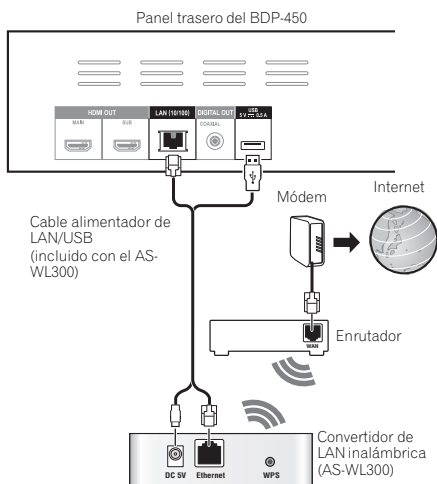 Panel trasero del BDP-450
HDMI OUT
MAIN
SUB
LAN (10/100)
DIGITAL OUT
COAXIAL
USB
5 V ⎓ 0.5 A
Cable alimentador de
LAN/USB
(incluido con el AS-
WL300)
Módem
Internet
WAN
Enrutador
DC 5V
Ethernet
WPS
Convertidor de
LAN inalámbrica
(AS-WL300)